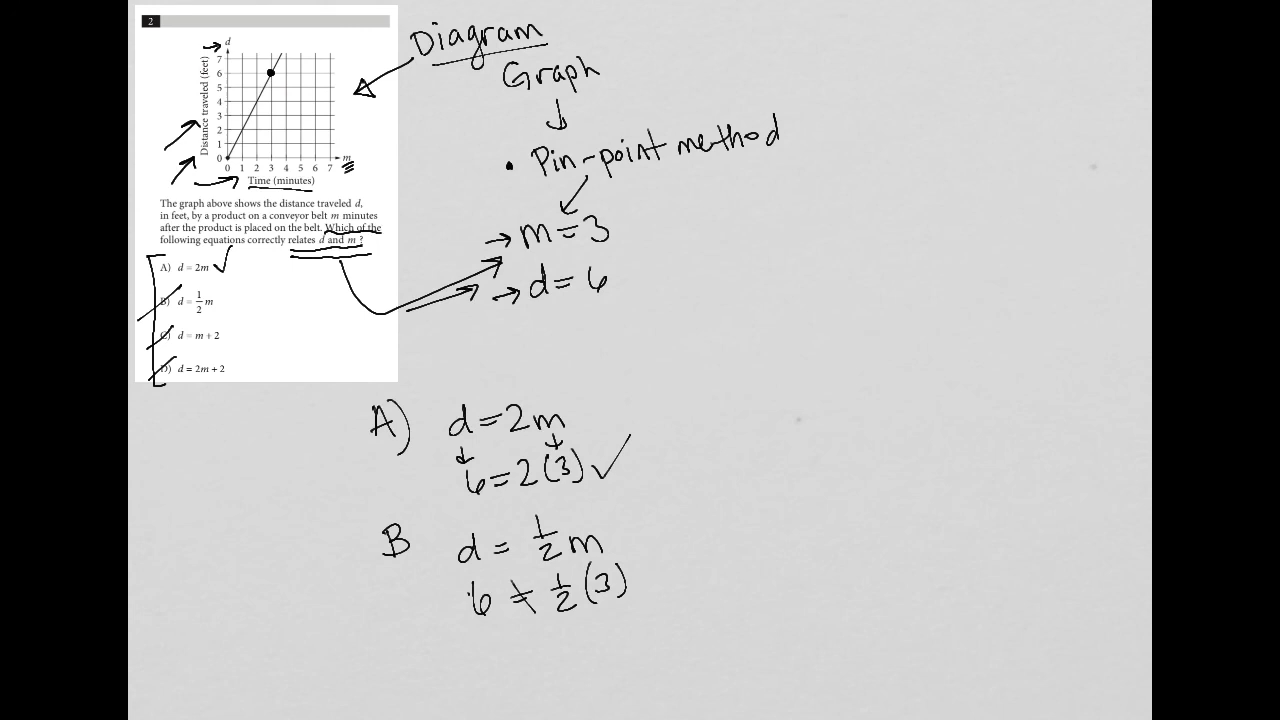 2
d
Distance traveled (feet)
7
6
5
4
3
2
1
0
0 1 2 3 4 5 6 7
m
Time (minutes)
The graph above shows the distance traveled d,
in feet, by a product on a conveyor belt m minutes
after the product is placed on the belt. Which of the
following equations correctly relates d and m ?
A) d = 2m
B) d = 1/2 m
C) d = m + 2
D) d = 2m + 2
Diagram
Graph
• Pin-point method
m = 3
d = 6
A) d = 2m
6 = 2(3)
B d = 1/2 m
6 ≠ 1/2 (3)